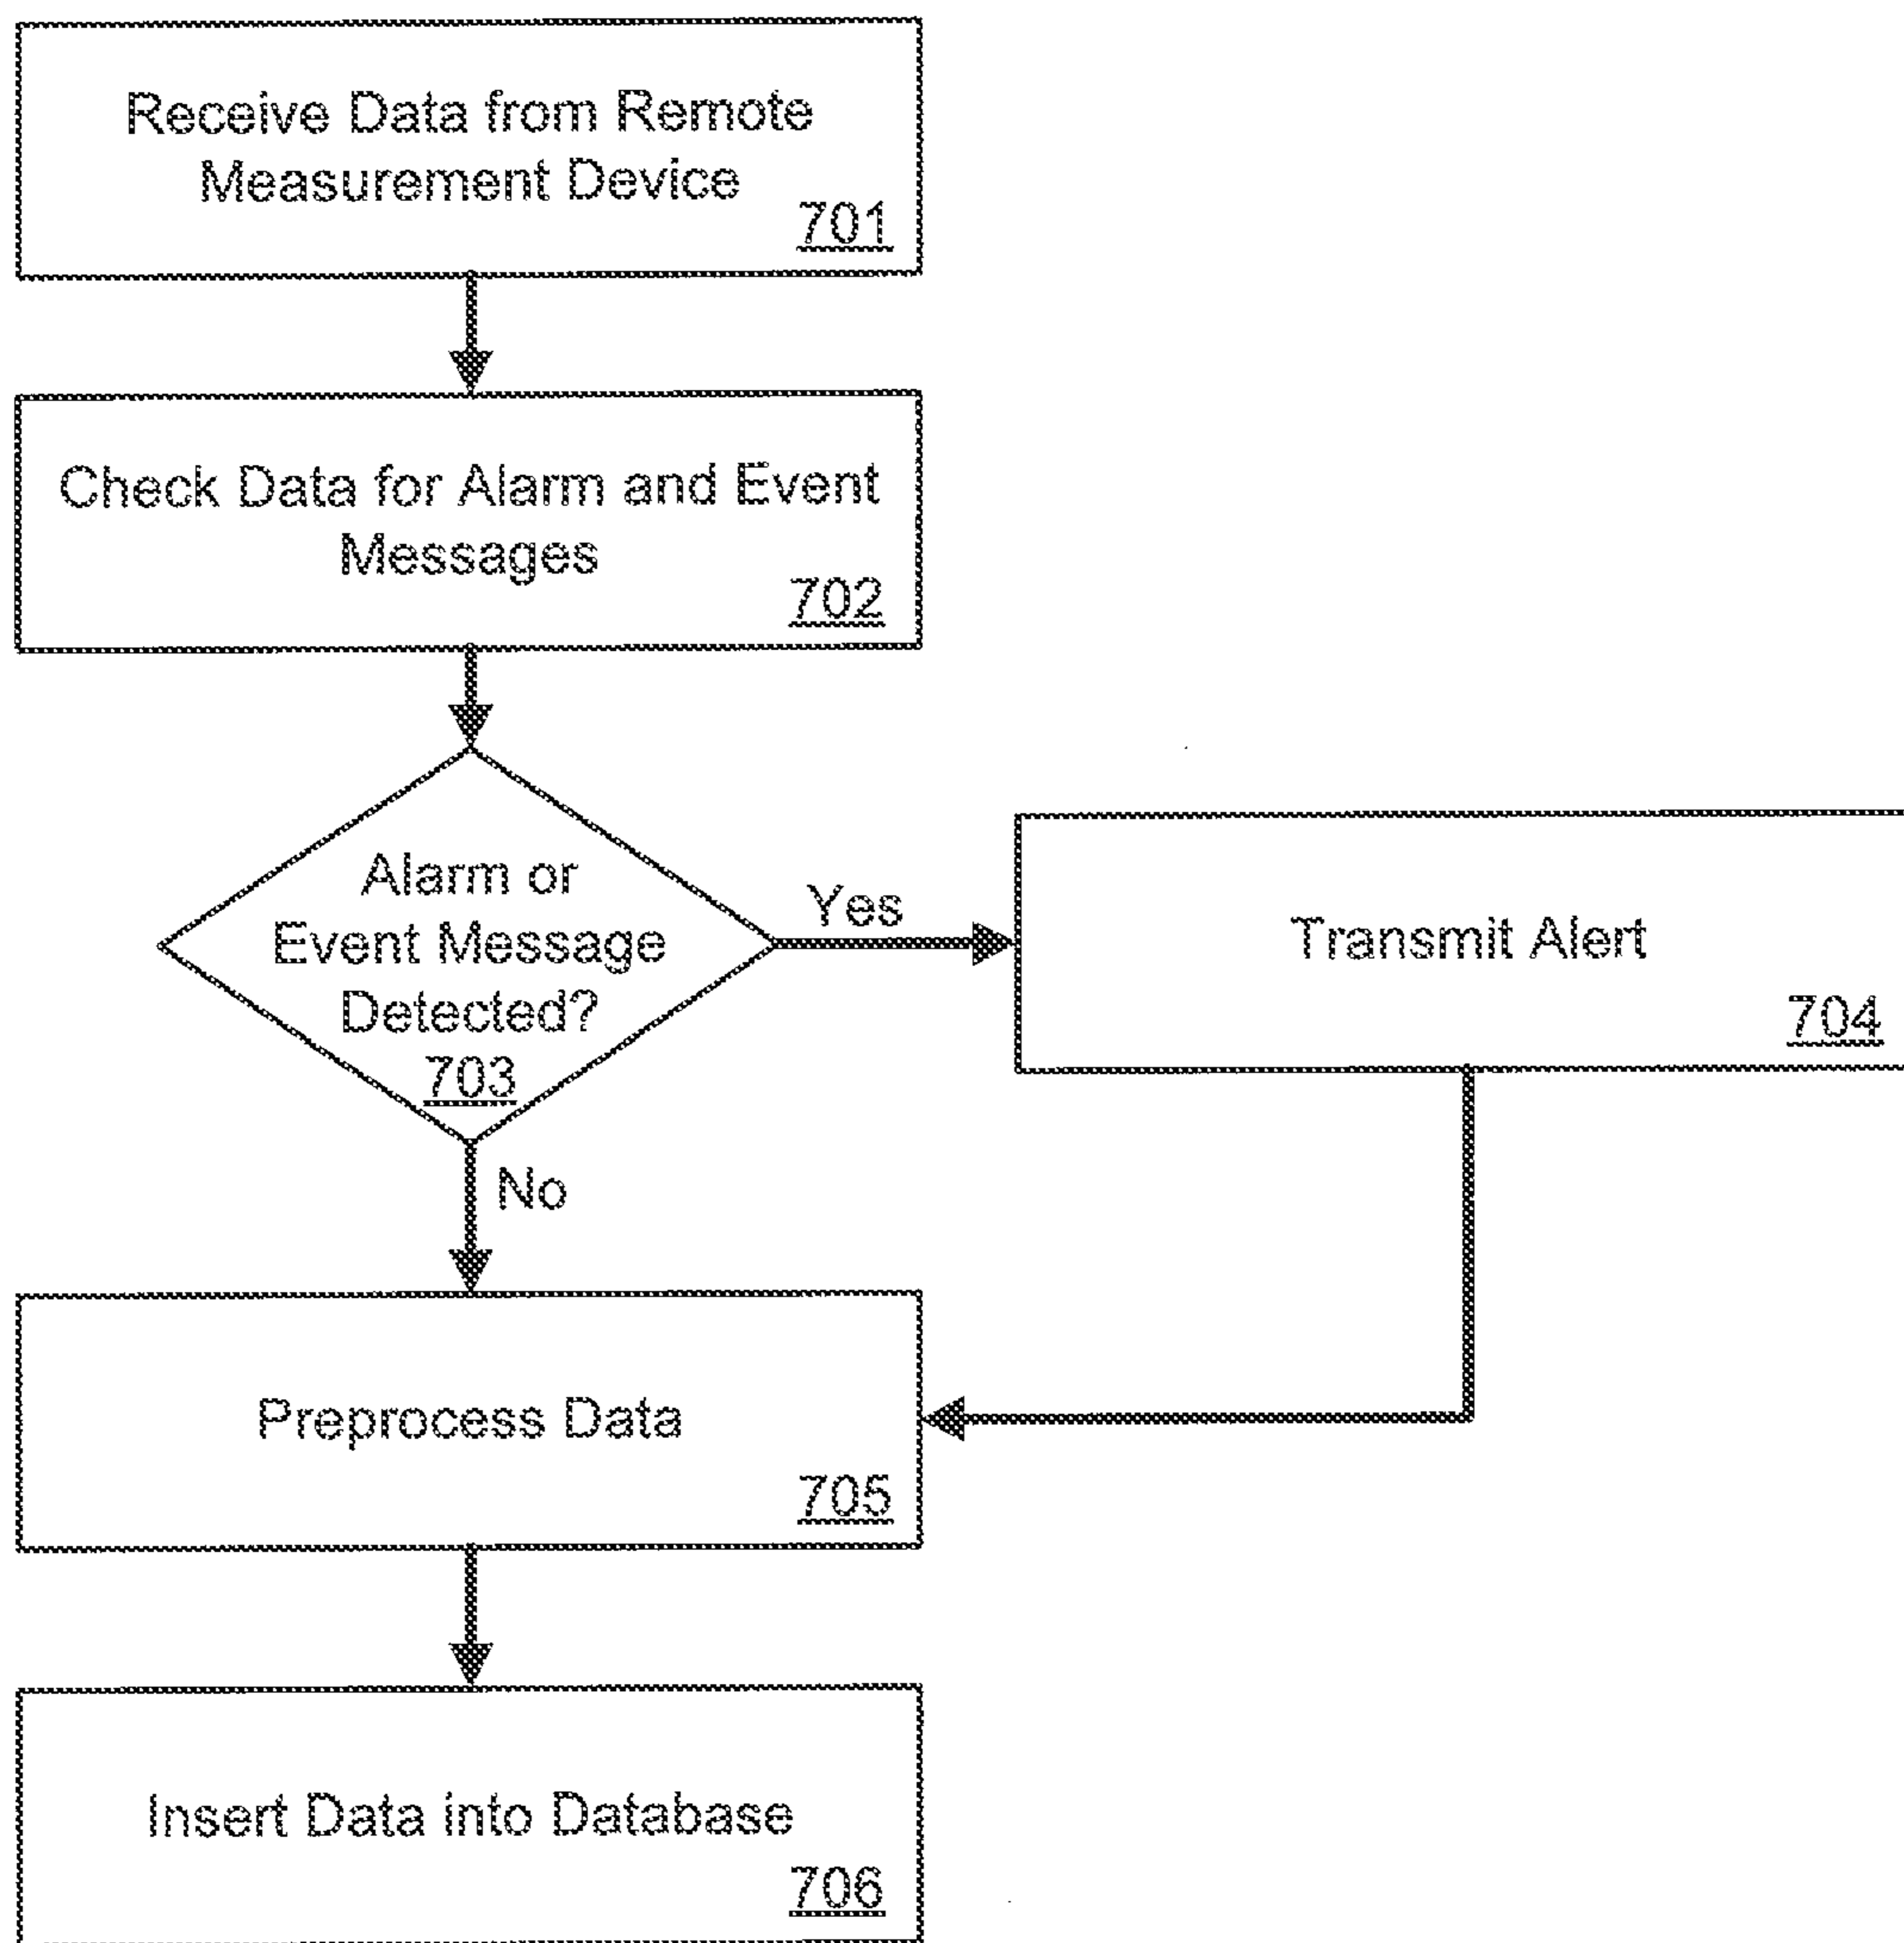 Receive Data from Remote
Measurement Device
701
Check Data for Alarm and Event
Messages
702
Alarm or
Event Message
Detected?
703
Yes
Transmit Alert
704
No
Preprocess Data
705
Insert Data into Database
706